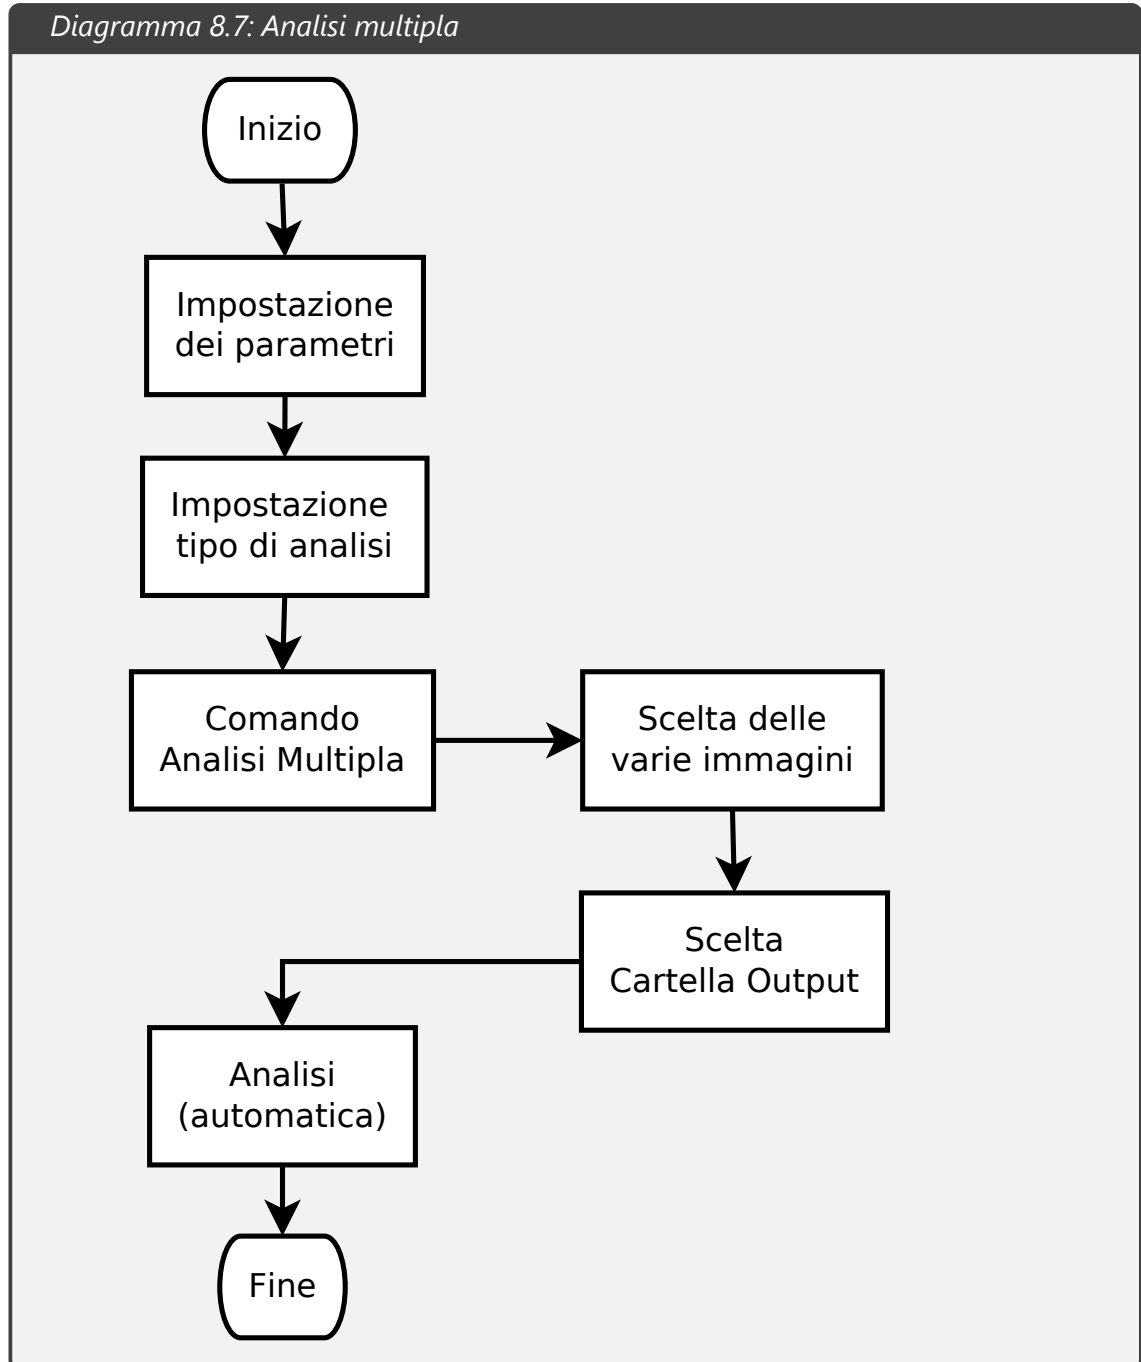 Diagramma 8.7: Analisi multipla
Inizio
Impostazione
dei parametri
Impostazione
tipo di analisi
Comando
Analisi Multipla
Scelta delle
varie immagini
Scelta
Cartella Output
Analisi
(automatica)
Fine